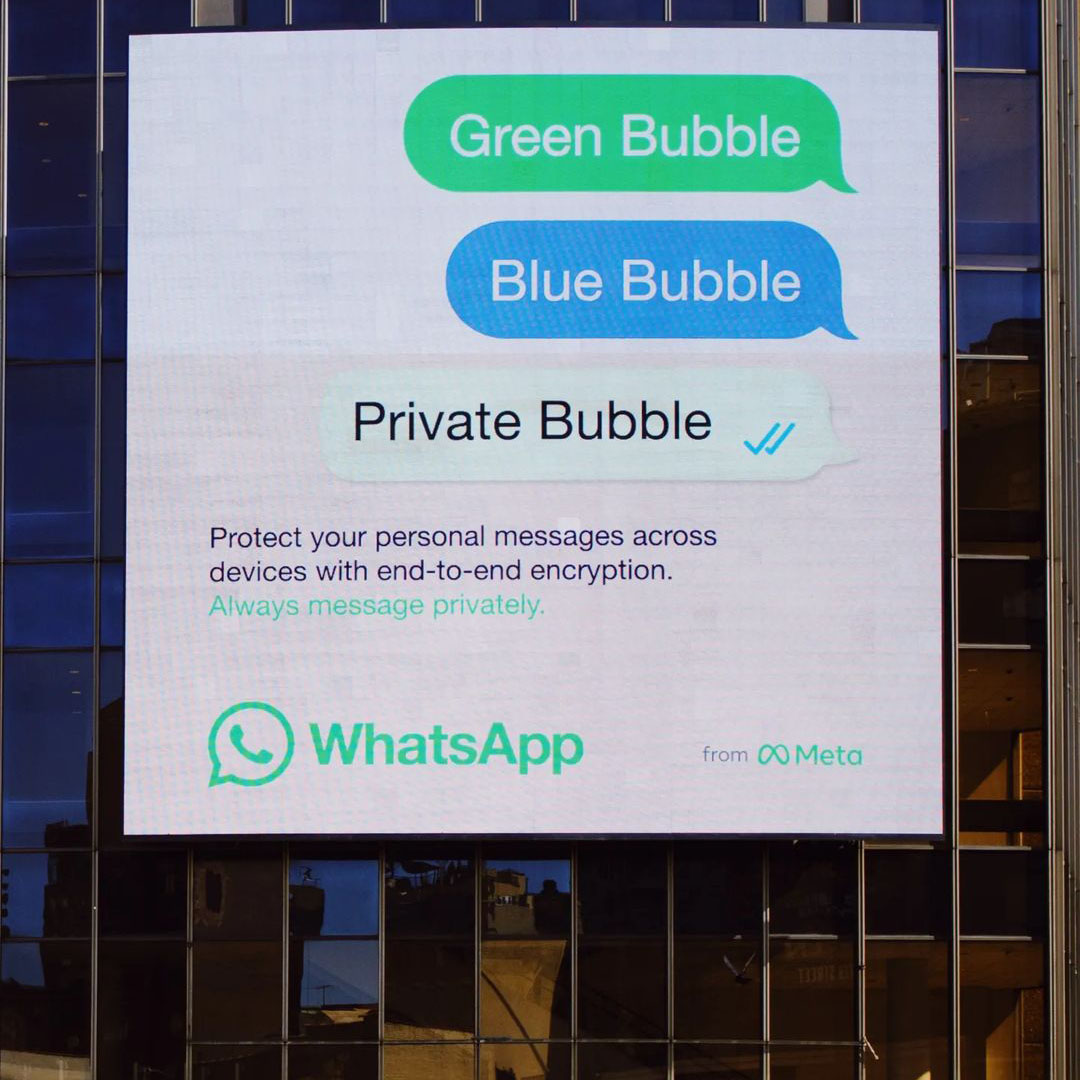 Green Bubble
Blue Bubble
Private Bubble
Protect your personal messages across
devices with end-to-end encryption.
Always message privately.
WhatsApp
from Meta